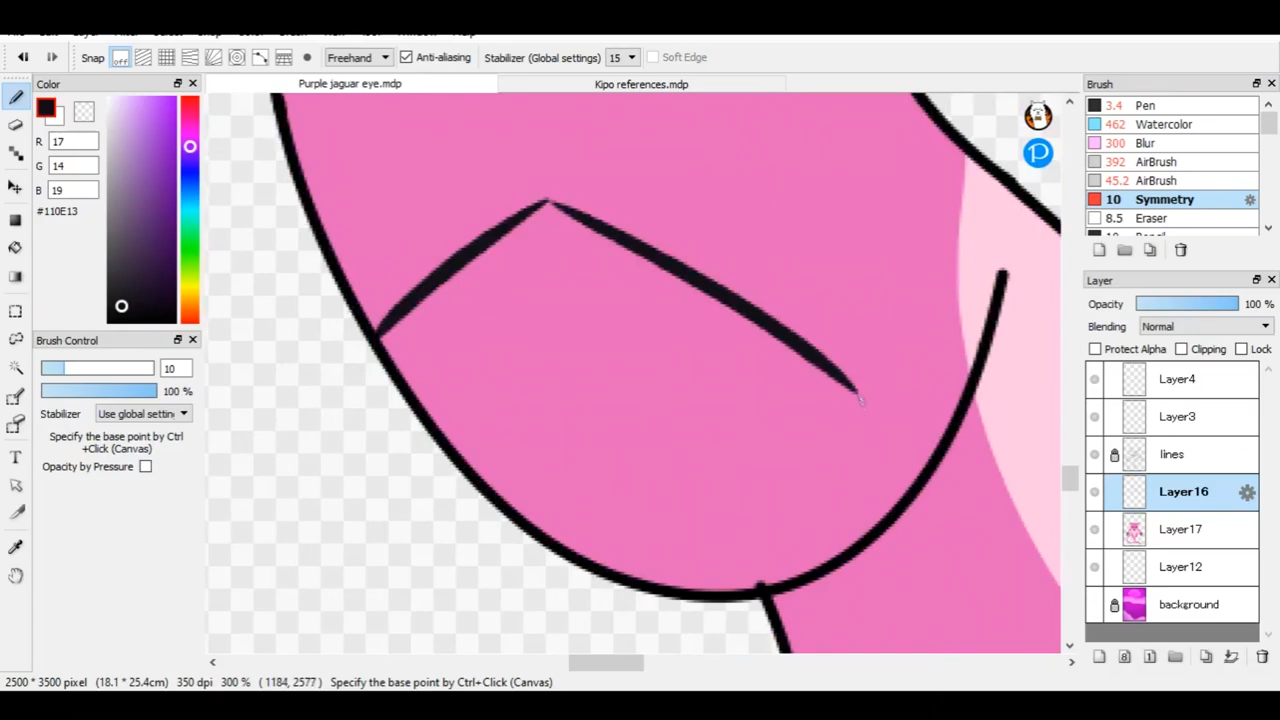 Snap off Freehand Anti-aliasing Stabilizer (Global settings) 15 Soft Edge
Color
Purple jaguar eye.mdp Kipo references.mdp
R 17
G 14
B 19
#110E13
Brush Control
10
100 %
Stabilizer Use global settin
Specify the base point by Ctrl
+Click (Canvas)
Opacity by Pressure
Brush
3.4 Pen
462 Watercolor
300 Blur
392 AirBrush
45.2 AirBrush
10 Symmetry
8.5 Eraser
Layer
Opacity 100 %
Blending Normal
Protect Alpha Clipping Lock
Layer4
Layer3
lines
Layer16
Layer17
Layer12
background
2500 * 3500 pixel (18.1 * 25.4cm) 350 dpi 300 % ( 1184, 2577) Specify the base point by Ctrl+Click (Canvas)